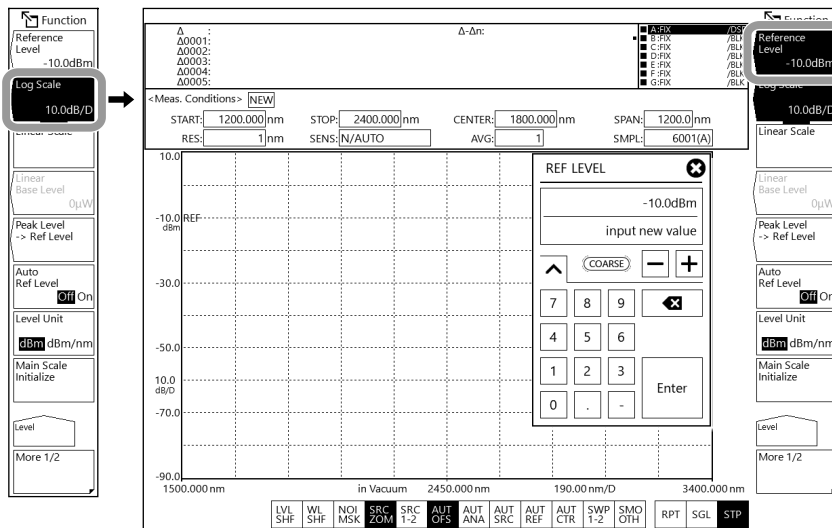 Function
Reference
Level
-10.0dBm
Log Scale
10.0dB/D
Linear Scale
Linear
Base Level
0µW
Peak Level
-> Ref Level
Auto
Ref Level
Off On
Level Unit
dBm dBm/nm
Main Scale
Initialize
Level
More 1/2
Δ :
Δ0001:
Δ0002:
Δ0003:
Δ0004:
Δ0005:
Δ-Δn:
A:FIX /DSP
B:FIX /BLK
C:FIX /BLK
D:FIX /BLK
E:FIX /BLK
F:FIX /BLK
G:FIX /BLK
<Meas. Conditions> NEW
START: 1200.000 nm STOP: 2400.000 nm CENTER: 1800.000 nm SPAN: 1200.0 nm
RES: 1 nm SENS: N/AUTO AVG: 1 SMPL: 6001(A)
10.0
-10.0 REF
dBm
-30.0
-50.0
10.0
dB/D
-70.0
-90.0
1500.000 nm in Vacuum 2450.000 nm 190.00 nm/D 3400.000 nm
REF LEVEL
-10.0dBm
input new value
COARSE
7 8 9
4 5 6
1 2 3
Enter
0 . -
LVL SHF
WL SHF
NOI MSK
SRC ZOM
SRC 1-2
AUT OFS
AUT ANA
AUT SRC
AUT REF
AUT CTR
SWP 1-2
SMO OTH
RPT SGL STP
Function
Reference
Level
-10.0dBm
Log Scale
10.0dB/D
Linear Scale
Linear
Base Level
0µW
Peak Level
-> Ref Level
Auto
Ref Level
Off On
Level Unit
dBm dBm/nm
Main Scale
Initialize
Level
More 1/2